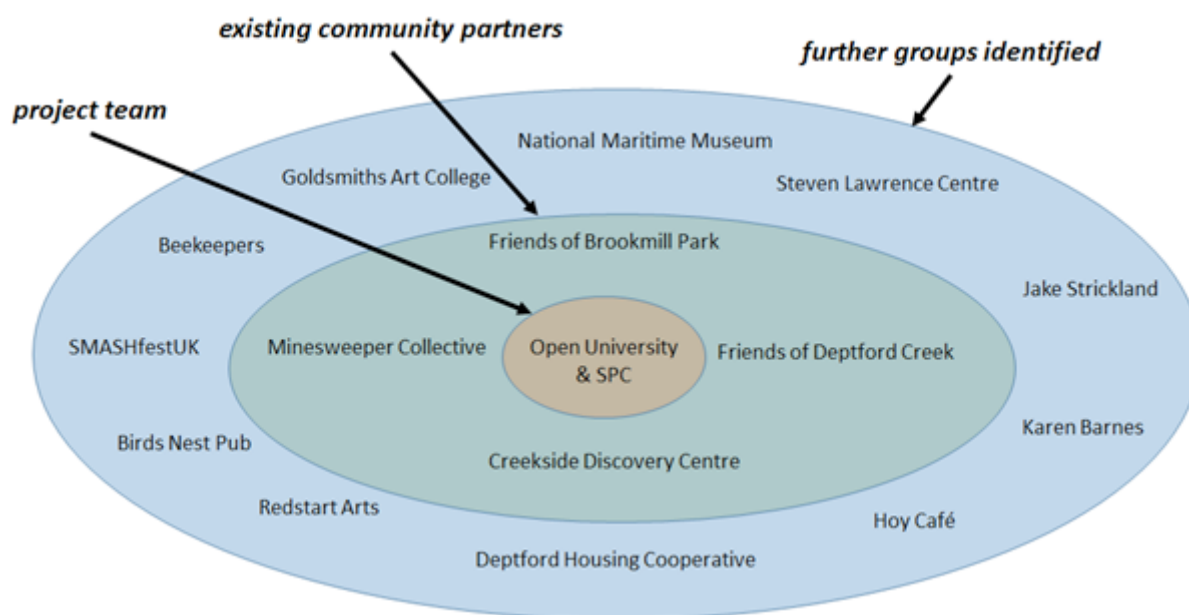 existing community partners
further groups identified
project team
National Maritime Museum
Goldsmiths Art College
Steven Lawrence Centre
Beekeepers
Friends of Brookmill Park
Jake Strickland
SMASHfestUK
Minesweeper Collective
Open University
& SPC
Friends of Deptford Creek
Birds Nest Pub
Karen Barnes
Creekside Discovery Centre
Redstart Arts
Hoy Café
Deptford Housing Cooperative